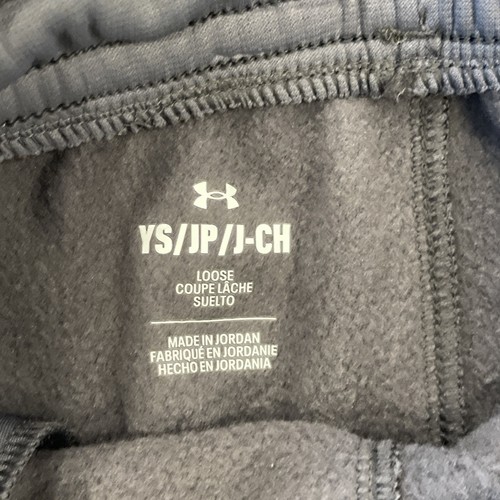 YS/JP/J-CH
LOOSE
COUPE LÂCHE
SUELTO
MADE IN JORDAN
FABRIQUÉ EN JORDANIE
HECHO EN JORDANIA